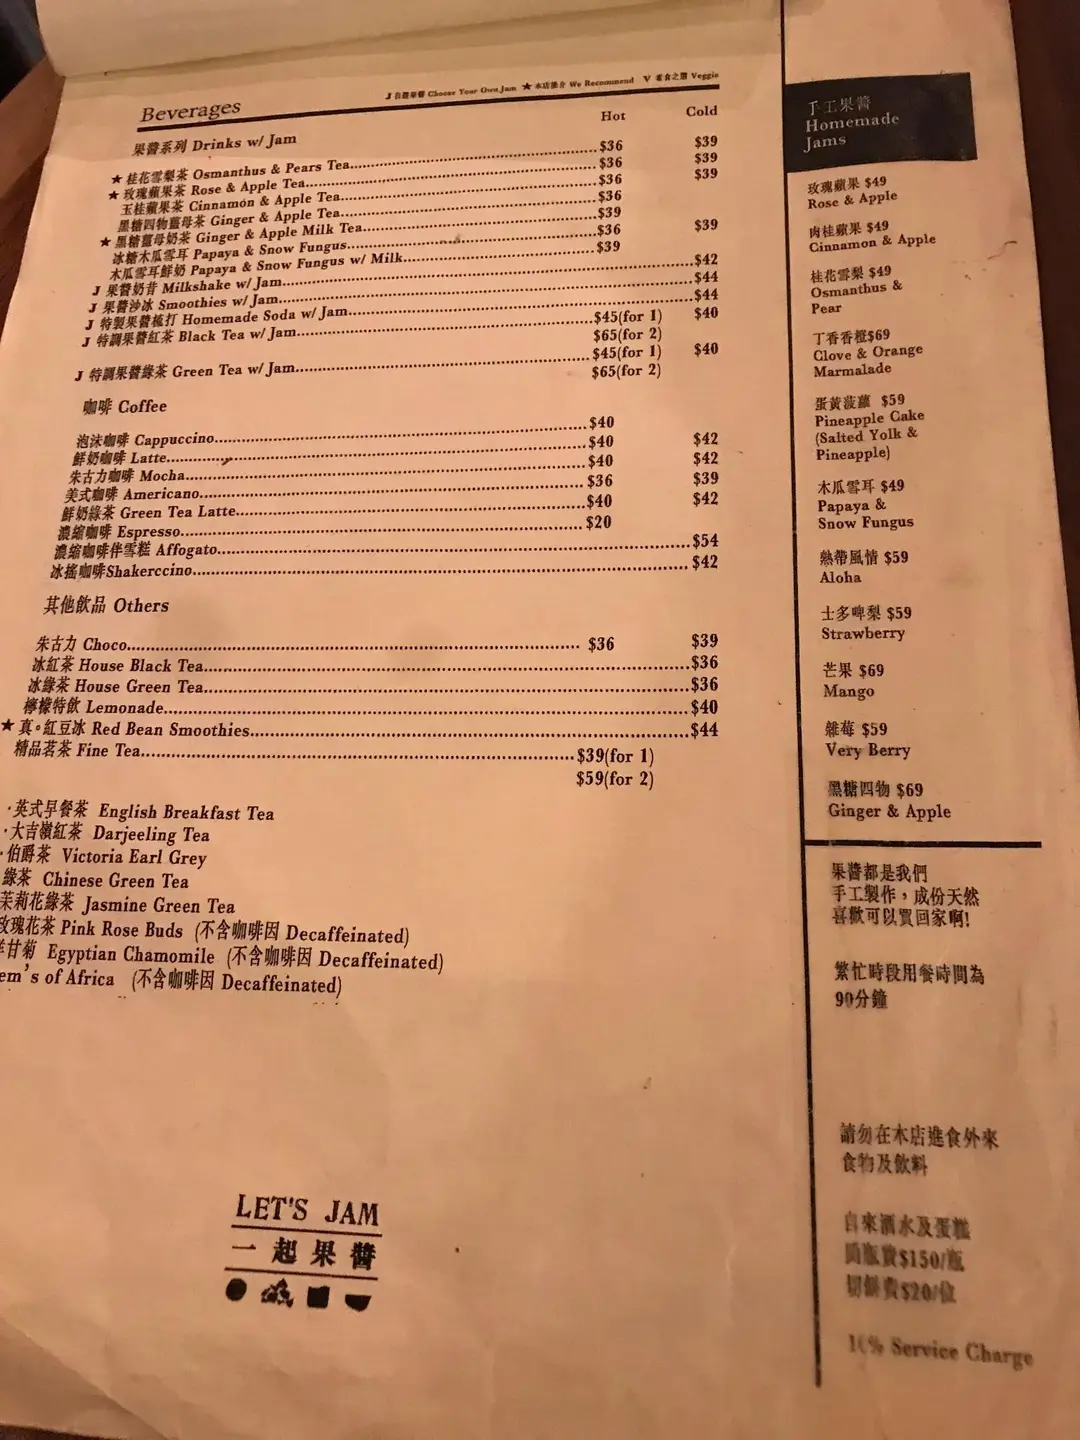 J 自選果醬 Choose Your Own Jam ★ 本店推介 We Recommend V 素食之選 Veggie
Beverages
Hot Cold
果醬系列 Drinks w/ Jam
★ 桂花雪梨茶 Osmanthus & Pears Tea $36 $39
★ 玫瑰蘋果茶 Rose & Apple Tea $36 $39
玉桂蘋果茶 Cinnamon & Apple Tea $36 $39
黑糖四物薑母茶 Ginger & Apple Tea $36
★ 黑糖薑母奶茶 Ginger & Apple Milk Tea $39
冰糖木瓜雪耳 Papaya & Snow Fungus $36 $39
木瓜雪耳鮮奶 Papaya & Snow Fungus w/ Milk $39
J 果醬奶昔 Milkshake w/ Jam $42
J 果醬沙冰 Smoothies w/ Jam $44
J 特製果醬梳打 Homemade Soda w/ Jam $44
J 特調果醬紅茶 Black Tea w/ Jam $45(for 1) $40
$65(for 2)
J 特調果醬綠茶 Green Tea w/ Jam $45(for 1) $40
$65(for 2)
咖啡 Coffee
泡沫咖啡 Cappuccino $40 $42
鮮奶咖啡 Latte $40 $42
朱古力咖啡 Mocha $40 $39
美式咖啡 Americano $36 $42
鮮奶綠茶 Green Tea Latte $40
濃縮咖啡 Espresso $20
濃縮咖啡伴雪糕 Affogato $54
冰搖咖啡Shakerccino $42
其他飲品 Others
朱古力 Choco $36 $39
冰紅茶 House Black Tea $36
冰綠茶 House Green Tea $36
檸檬特飲 Lemonade $40
★ 真。紅豆冰 Red Bean Smoothies $44
精品茗茶 Fine Tea $39(for 1)
$59(for 2)
·英式早餐茶 English Breakfast Tea
·大吉嶺紅茶 Darjeeling Tea
·伯爵茶 Victoria Earl Grey
綠茶 Chinese Green Tea
茉莉花綠茶 Jasmine Green Tea
玫瑰花茶 Pink Rose Buds (不含咖啡因 Decaffeinated)
甘菊 Egyptian Chamomile (不含咖啡因 Decaffeinated)
em's of Africa (不含咖啡因 Decaffeinated)
LET'S JAM
一起果醬
手工果醬
Homemade
Jams
玫瑰蘋果 $49
Rose & Apple
肉桂蘋果 $49
Cinnamon & Apple
桂花雪梨 $49
Osmanthus &
Pear
丁香香橙$69
Clove & Orange
Marmalade
蛋黃菠蘿 $59
Pineapple Cake
(Salted Yolk &
Pineapple)
木瓜雪耳 $49
Papaya &
Snow Fungus
熱帶風情 $59
Aloha
士多啤梨 $59
Strawberry
芒果 $69
Mango
雜莓 $59
Very Berry
黑糖四物 $69
Ginger & Apple
果醬都是我們
手工製作，成份天然
喜歡可以買回家啊!
繁忙時段用餐時間為
90分鐘
請勿在本店進食外來
食物及飲料
自來酒水及蛋糕
開瓶費$150/瓶
切餅費$20/位
10% Service Charge